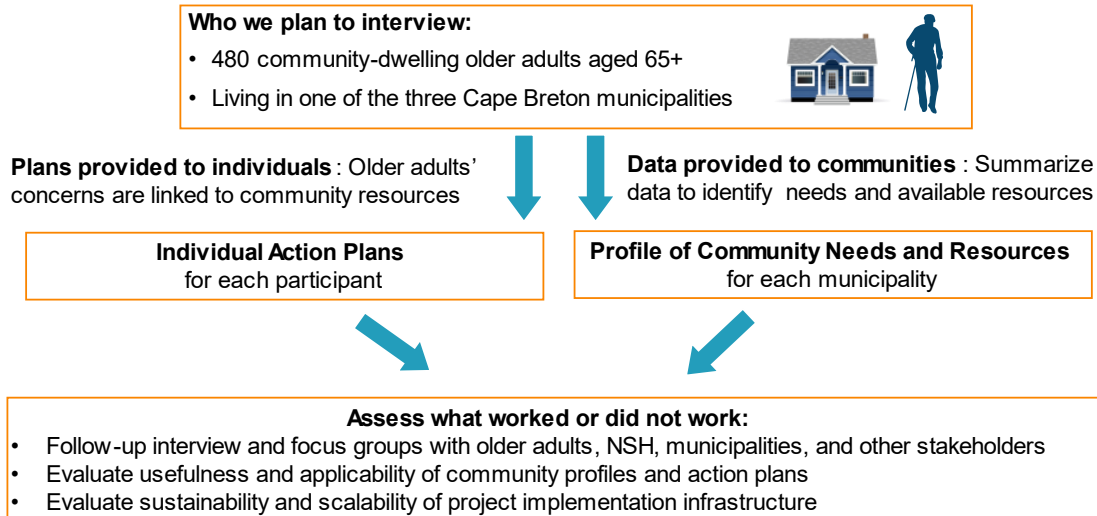 Who we plan to interview:
• 480 community-dwelling older adults aged 65+
• Living in one of the three Cape Breton municipalities
Plans provided to individuals : Older adults’
concerns are linked to community resources
Data provided to communities : Summarize
data to identify needs and available resources
Individual Action Plans
for each participant
Profile of Community Needs and Resources
for each municipality
Assess what worked or did not work:
• Follow-up interview and focus groups with older adults, NSH, municipalities, and other stakeholders
• Evaluate usefulness and applicability of community profiles and action plans
• Evaluate sustainability and scalability of project implementation infrastructure